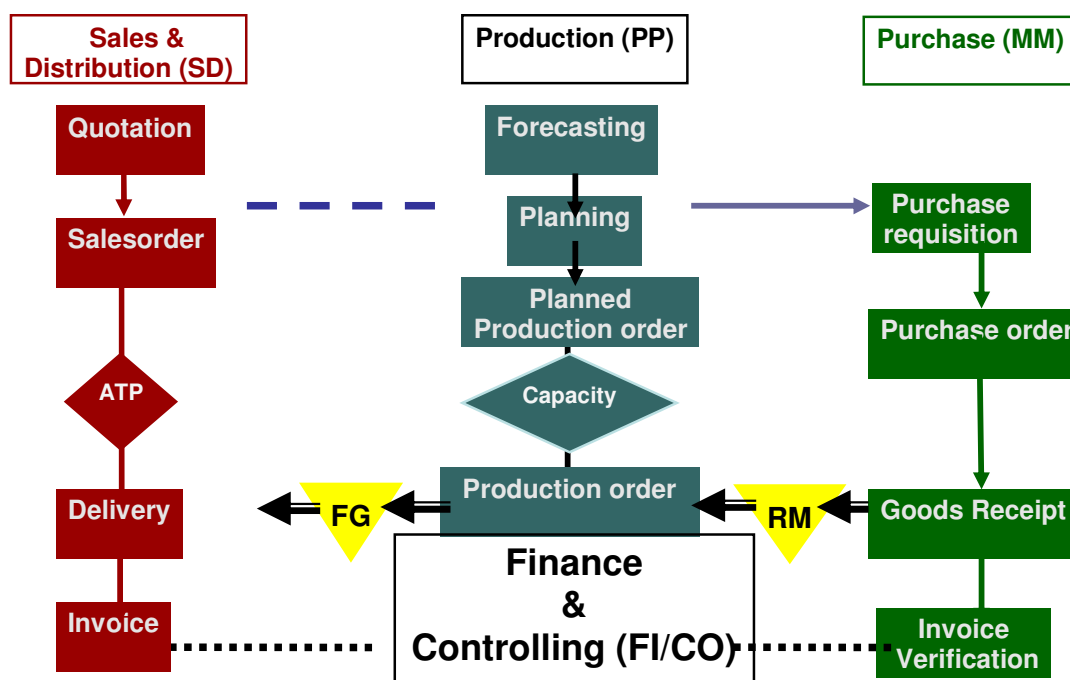 Sales &
Distribution (SD)
Production (PP)
Purchase (MM)
Quotation
Forecasting
Salesorder
Planning
Purchase
requisition
Planned
Production order
Purchase order
ATP
Capacity
Delivery
FG
Production order
RM
Goods Receipt
Finance
&
Controlling (FI/CO)
Invoice
Invoice
Verification